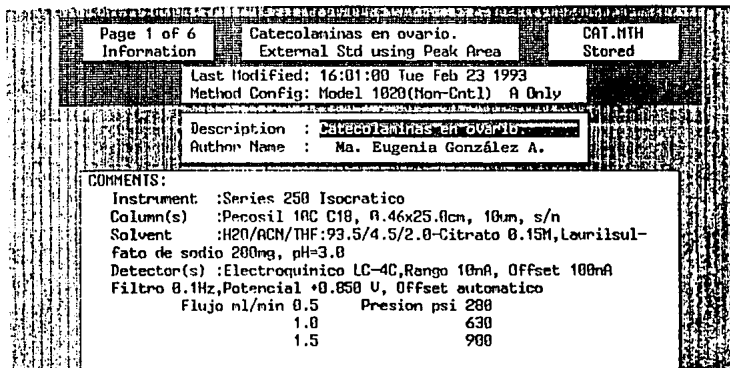 Page 1 of 6 Catecolaminas en ovario. CAT.MTH
Information External Std using Peak Area Stored
Last Modified: 16:01:00 Tue Feb 23 1993
Method Config: Model 1020(Non-Cntl) A Only
Description : Catecolaminas en ovario
Author Name : Ma. Eugenia González A.
COMMENTS:
Instrument :Series 250 Isocratico
Column(s) :Pecosil 10C C18, 0.46x25.0cm, 10um, s/n
Solvent :H2O/ACN/THF:93.5/4.5/2.0-Citrato 0.15M,Laurilsul-
fato de sodio 200mg, pH=3.0
Detector(s) :Electroquinico LC-4C,Rango 10nA, Offset 100nA
Filtro 0.1Hz,Potencial +0.850 V, Offset automatico
Flujo ml/min 0.5 Presion psi 280
1.0 630
1.5 900